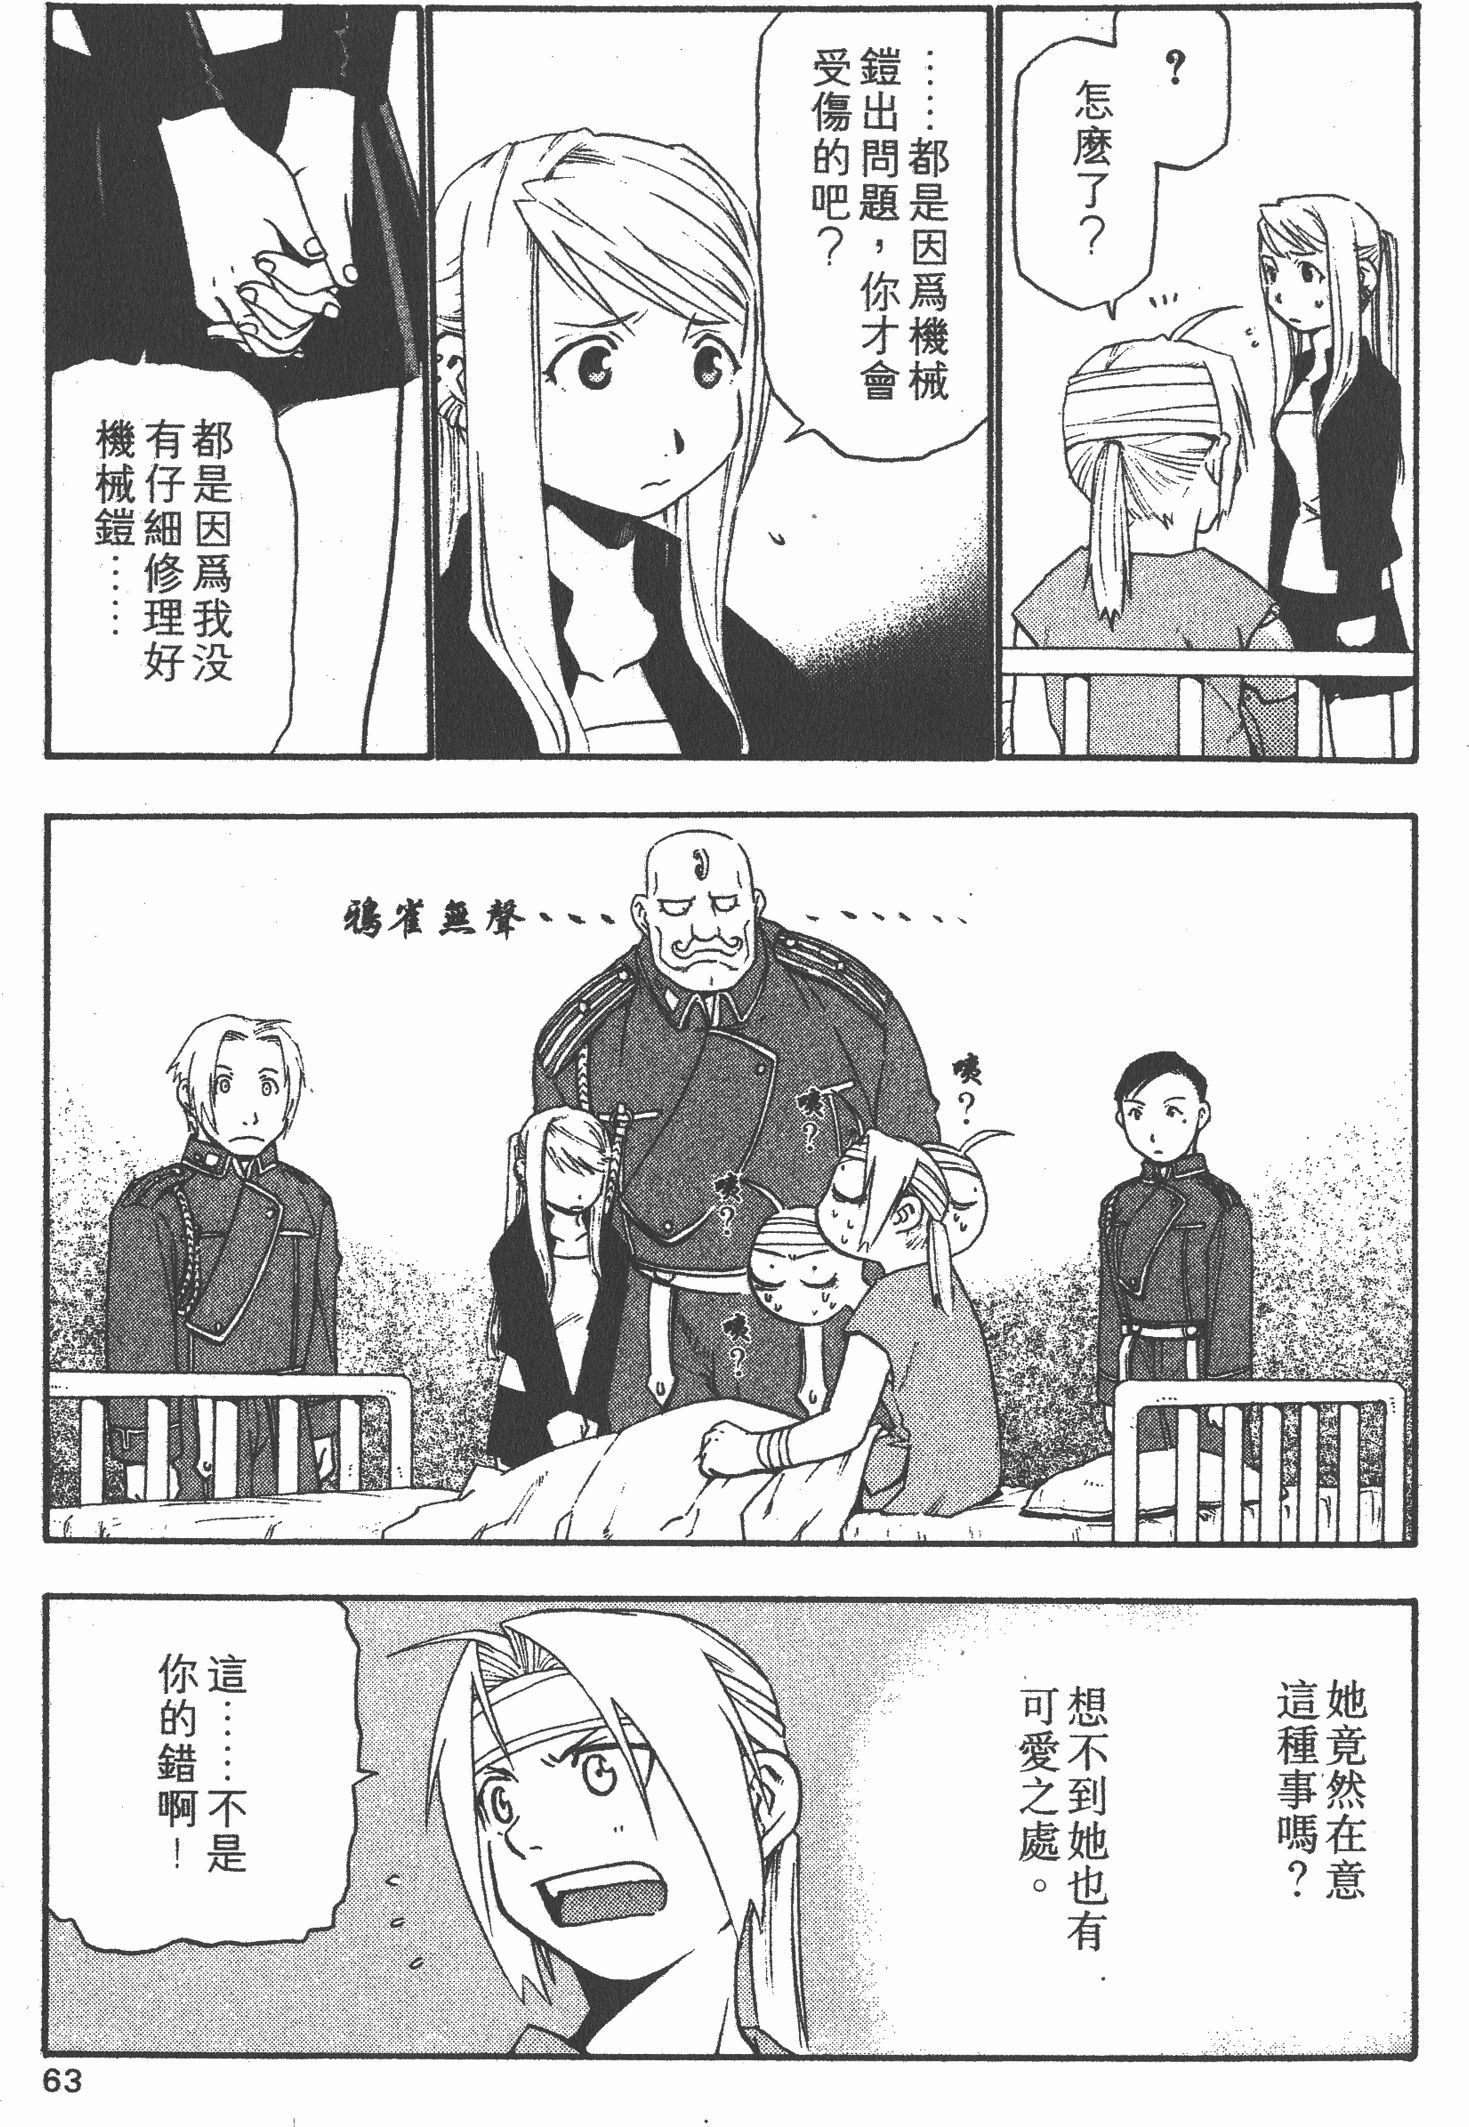 ？
怎麼了？
……都是因爲機械
鎧出問題，你才會
受傷的吧？
都是因爲我没
有仔細修理好
機械鎧……
鴉雀無聲、、、、、、、、、
咦？
咦？
咦？
咦？
她竟然在意
這種事嗎？
想不到她也有
可愛之處。
這……不是
你的錯啊！
63